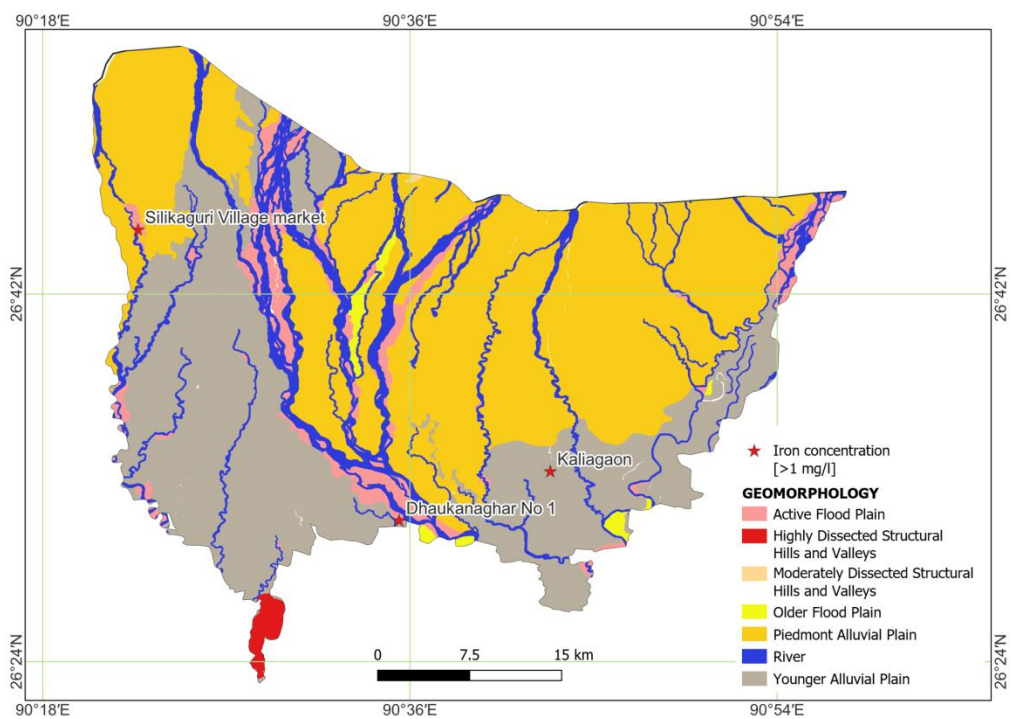 90°18'E 90°36'E 90°54'E
Silikaguri Village market
26°42'N 26°42'N
Kaliagaon
Dhaukanaghar No 1
Iron concentration
[>1 mg/l]
GEOMORPHOLOGY
Active Flood Plain
Highly Dissected Structural
Hills and Valleys
Moderately Dissected Structural
Hills and Valleys
Older Flood Plain
Piedmont Alluvial Plain
River
Younger Alluvial Plain
0 7.5 15 km
26°24'N 26°24'N
90°18'E 90°36'E 90°54'E